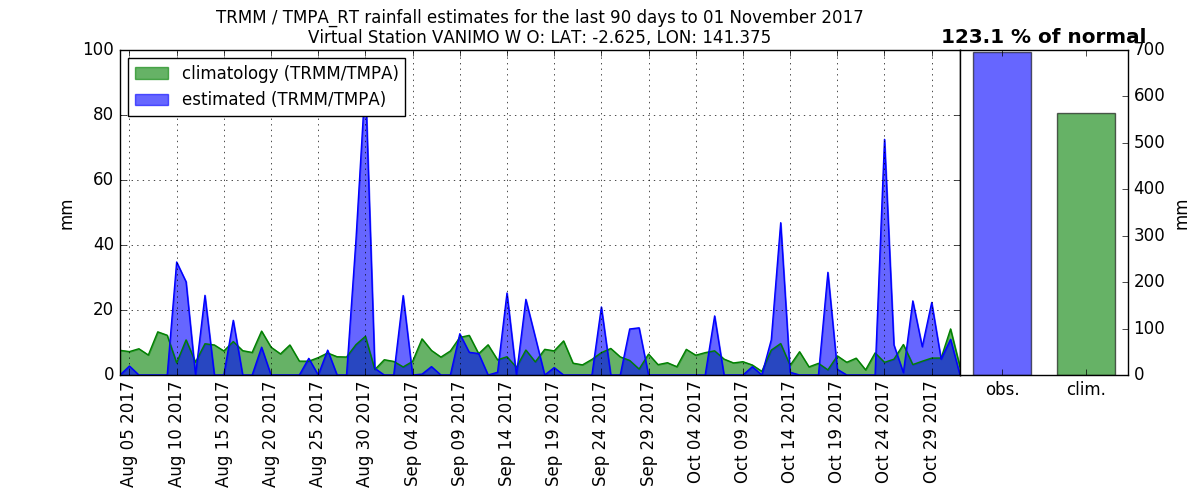 TRMM / TMPA_RT rainfall estimates for the last 90 days to 01 November 2017
Virtual Station VANIMO W O: LAT: -2.625, LON: 141.375
123.1 % of normal
climatology (TRMM/TMPA)
estimated (TRMM/TMPA)
mm
100
80
60
40
20
0
Aug 05 2017
Aug 10 2017
Aug 15 2017
Aug 20 2017
Aug 25 2017
Aug 30 2017
Sep 04 2017
Sep 09 2017
Sep 14 2017
Sep 19 2017
Sep 24 2017
Sep 29 2017
Oct 04 2017
Oct 09 2017
Oct 14 2017
Oct 19 2017
Oct 24 2017
Oct 29 2017
obs.
clim.
700
600
500
400
300
200
100
0
mm